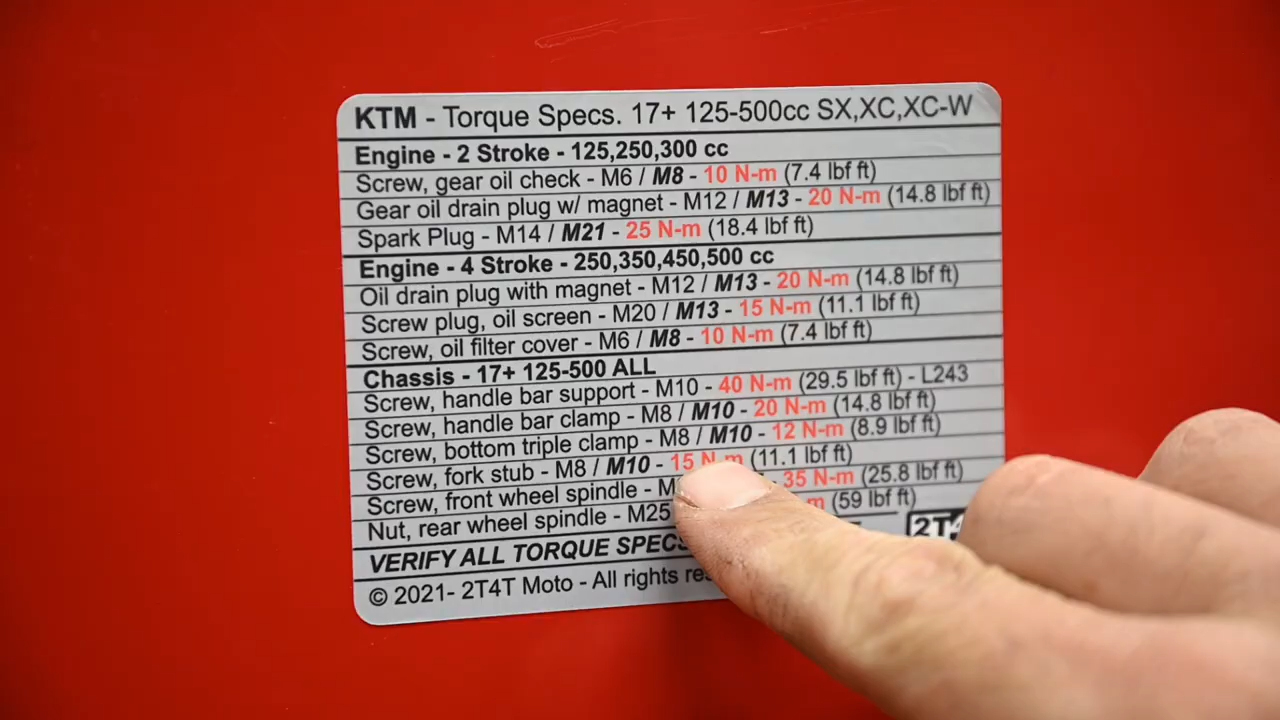 KTM - Torque Specs. 17+ 125-500cc SX,XC,XC-W
Engine - 2 Stroke - 125,250,300 cc
Screw, gear oil check - M6 / M8 - 10 N-m (7.4 lbf ft)
Gear oil drain plug w/ magnet - M12 / M13 - 20 N-m (14.8 lbf ft)
Spark Plug - M14 / M21 - 25 N-m (18.4 lbf ft)
Engine - 4 Stroke - 250,350,450,500 cc
Oil drain plug with magnet - M12 / M13 - 20 N-m (14.8 lbf ft)
Screw plug, oil screen - M20 / M13 - 15 N-m (11.1 lbf ft)
Screw, oil filter cover - M6 / M8 - 10 N-m (7.4 lbf ft)
Chassis - 17+ 125-500 ALL
Screw, handle bar support - M10 - 40 N-m (29.5 lbf ft) - L243
Screw, handle bar clamp - M8 / M10 - 20 N-m (14.8 lbf ft)
Screw, bottom triple clamp - M8 / M10 - 12 N-m (8.9 lbf ft)
Screw, fork stub - M8 / M10 - 15 N-m (11.1 lbf ft)
Screw, front wheel spindle - 35 N-m (25.8 lbf ft)
Nut, rear wheel spindle - M25 (59 lbf ft)
VERIFY ALL TORQUE SPECS
© 2021- 2T4T Moto - All rights